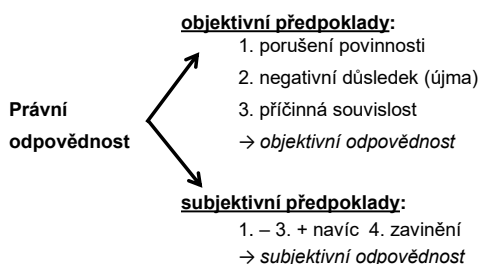 objektivní předpoklady:
1. porušení povinnosti
2. negativní důsledek (újma)
Právní
3. příčinná souvislost
odpovědnost
→ objektivní odpovědnost
subjektivní předpoklady:
1. – 3. + navíc 4. zavinění
→ subjektivní odpovědnost